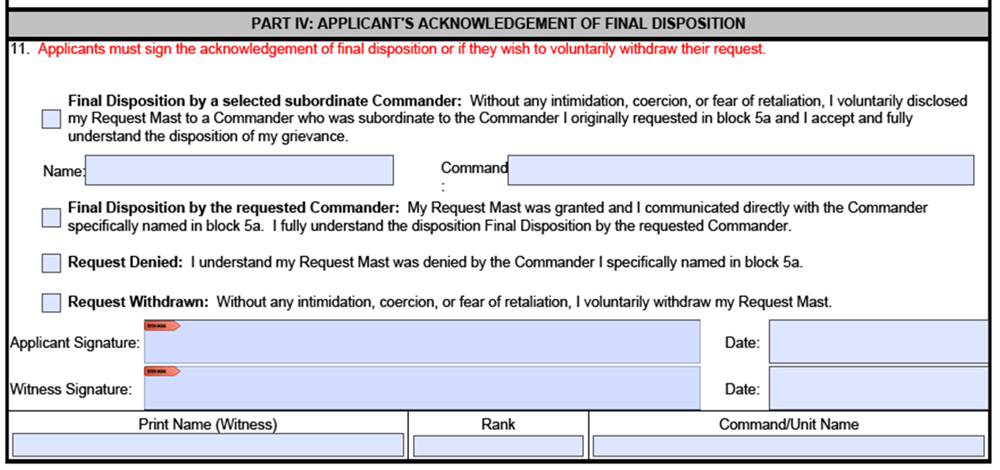 PART IV: APPLICANT'S ACKNOWLEDGEMENT OF FINAL DISPOSITION
11. Applicants must sign the acknowledgement of final disposition or if they wish to voluntarily withdraw their request.
Final Disposition by a selected subordinate Commander: Without any intimidation, coercion, or fear of retaliation, I voluntarily disclosed
my Request Mast to a Commander who was subordinate to the Commander I originally requested in block 5a and I accept and fully
understand the disposition of my grievance.
Name: Command
:
Final Disposition by the requested Commander: My Request Mast was granted and I communicated directly with the Commander
specifically named in block 5a. I fully understand the disposition Final Disposition by the requested Commander.
Request Denied: I understand my Request Mast was denied by the Commander I specifically named in block 5a.
Request Withdrawn: Without any intimidation, coercion, or fear of retaliation, I voluntarily withdraw my Request Mast.
Applicant Signature: Date:
Witness Signature: Date:
Print Name (Witness) Rank Command/Unit Name